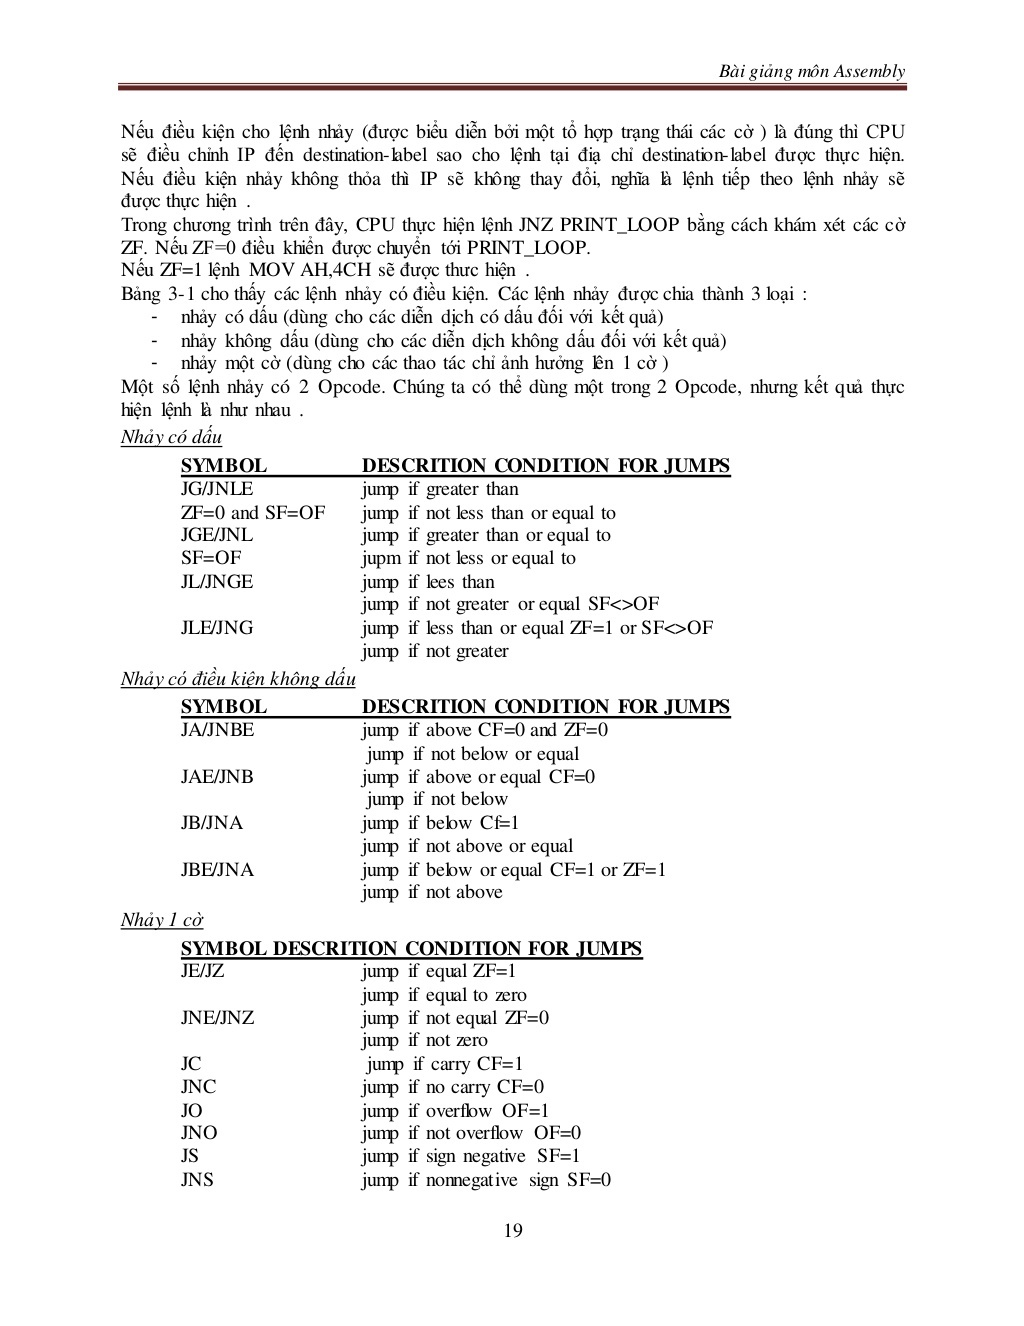 Bài giảng môn Assembly
Nếu điều kiện cho lệnh nhảy (được biểu diễn bởi một tổ hợp trạng thái các cờ ) là đúng thì CPU
sẽ điều chỉnh IP đến destination-label sao cho lệnh tại điạ chỉ destination-label được thực hiện.
Nếu điều kiện nhảy không thỏa thì IP sẽ không thay đổi, nghĩa là lệnh tiếp theo lệnh nhảy sẽ
được thực hiện .
Trong chương trình trên đây, CPU thực hiện lệnh JNZ PRINT_LOOP bằng cách khám xét các cờ
ZF. Nếu ZF=0 điều khiển được chuyển tới PRINT_LOOP.
Nếu ZF=1 lệnh MOV AH,4CH sẽ được thưc hiện .
Bảng 3-1 cho thấy các lệnh nhảy có điều kiện. Các lệnh nhảy được chia thành 3 loại :
- nhảy có dấu (dùng cho các diễn dịch có dấu đối với kết quả)
- nhảy không dấu (dùng cho các diễn dịch không dấu đối với kết quả)
- nhảy một cờ (dùng cho các thao tác chỉ ảnh hưởng lên 1 cờ )
Một số lệnh nhảy có 2 Opcode. Chúng ta có thể dùng một trong 2 Opcode, nhưng kết quả thực
hiện lệnh là như nhau .
Nhảy có dấu
SYMBOL DESCRITION CONDITION FOR JUMPS
JG/JNLE jump if greater than
ZF=0 and SF=OF jump if not less than or equal to
JGE/JNL jump if greater than or equal to
SF=OF jupm if not less or equal to
JL/JNGE jump if lees than
jump if not greater or equal SF<>OF
JLE/JNG jump if less than or equal ZF=1 or SF<>OF
jump if not greater
Nhảy có điều kiện không dấu
SYMBOL DESCRITION CONDITION FOR JUMPS
JA/JNBE jump if above CF=0 and ZF=0
jump if not below or equal
JAE/JNB jump if above or equal CF=0
jump if not below
JB/JNA jump if below Cf=1
jump if not above or equal
JBE/JNA jump if below or equal CF=1 or ZF=1
jump if not above
Nhảy 1 cờ
SYMBOL DESCRITION CONDITION FOR JUMPS
JE/JZ jump if equal ZF=1
jump if equal to zero
JNE/JNZ jump if not equal ZF=0
jump if not zero
JC jump if carry CF=1
JNC jump if no carry CF=0
JO jump if overflow OF=1
JNO jump if not overflow OF=0
JS jump if sign negative SF=1
JNS jump if nonnegative sign SF=0
19